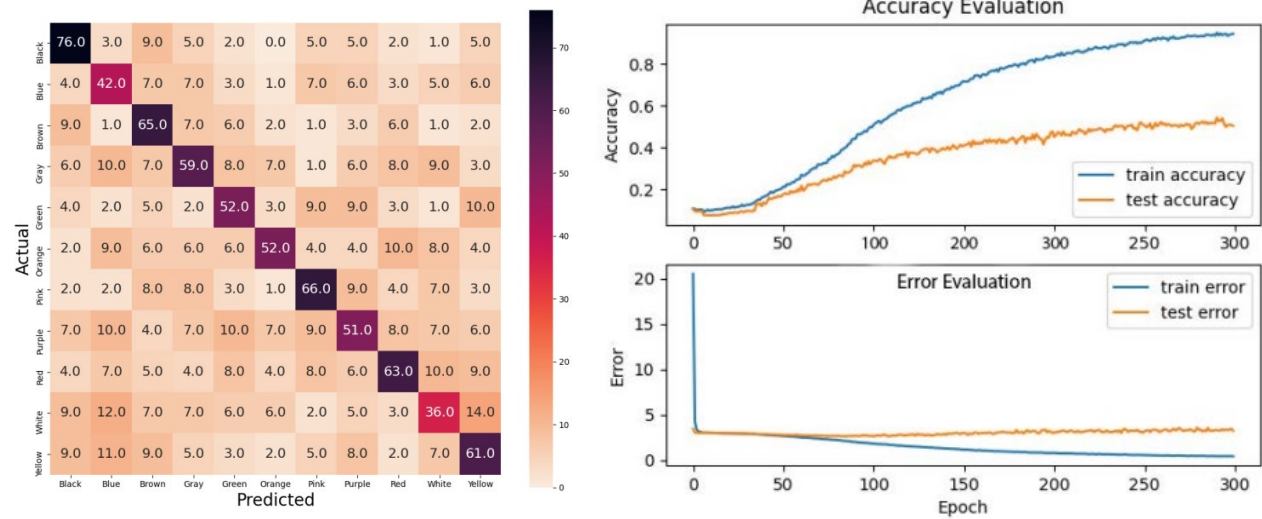 Actual
Black 76.0 3.0 9.0 5.0 2.0 0.0 5.0 5.0 2.0 1.0 5.0
Blue 4.0 42.0 7.0 7.0 3.0 1.0 7.0 6.0 3.0 5.0 6.0
Brown 9.0 1.0 65.0 7.0 6.0 2.0 1.0 3.0 6.0 1.0 2.0
Gray 6.0 10.0 7.0 59.0 8.0 7.0 1.0 6.0 8.0 9.0 3.0
Green 4.0 2.0 5.0 2.0 52.0 3.0 9.0 9.0 3.0 1.0 10.0
Orange 2.0 9.0 6.0 6.0 6.0 52.0 4.0 4.0 10.0 8.0 4.0
Pink 2.0 2.0 8.0 8.0 3.0 1.0 66.0 9.0 4.0 7.0 3.0
Purple 7.0 10.0 4.0 7.0 10.0 7.0 9.0 51.0 8.0 7.0 6.0
Red 4.0 7.0 5.0 4.0 8.0 4.0 8.0 6.0 63.0 10.0 9.0
White 9.0 12.0 7.0 7.0 6.0 6.0 2.0 5.0 3.0 36.0 14.0
Yellow 9.0 11.0 9.0 5.0 3.0 2.0 5.0 8.0 2.0 7.0 61.0
Black Blue Brown Gray Green Orange Pink Purple Red White Yellow
Predicted
70
60
50
40
30
20
10
0
Accuracy Evaluation
Accuracy
0.8
0.6
0.4
0.2
train accuracy
test accuracy
0 50 100 150 200 250 300
Error Evaluation
Error
20
15
10
5
0
train error
test error
0 50 100 150 200 250 300
Epoch